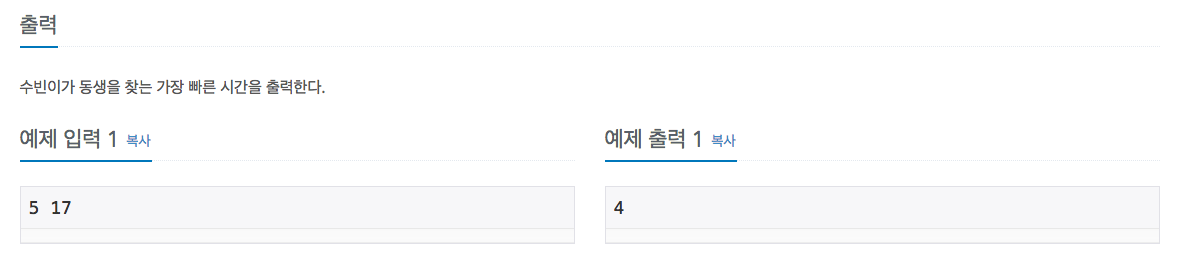 출력
수빈이가 동생을 찾는 가장 빠른 시간을 출력한다.
예제 입력 1 복사
5 17
예제 출력 1 복사
4